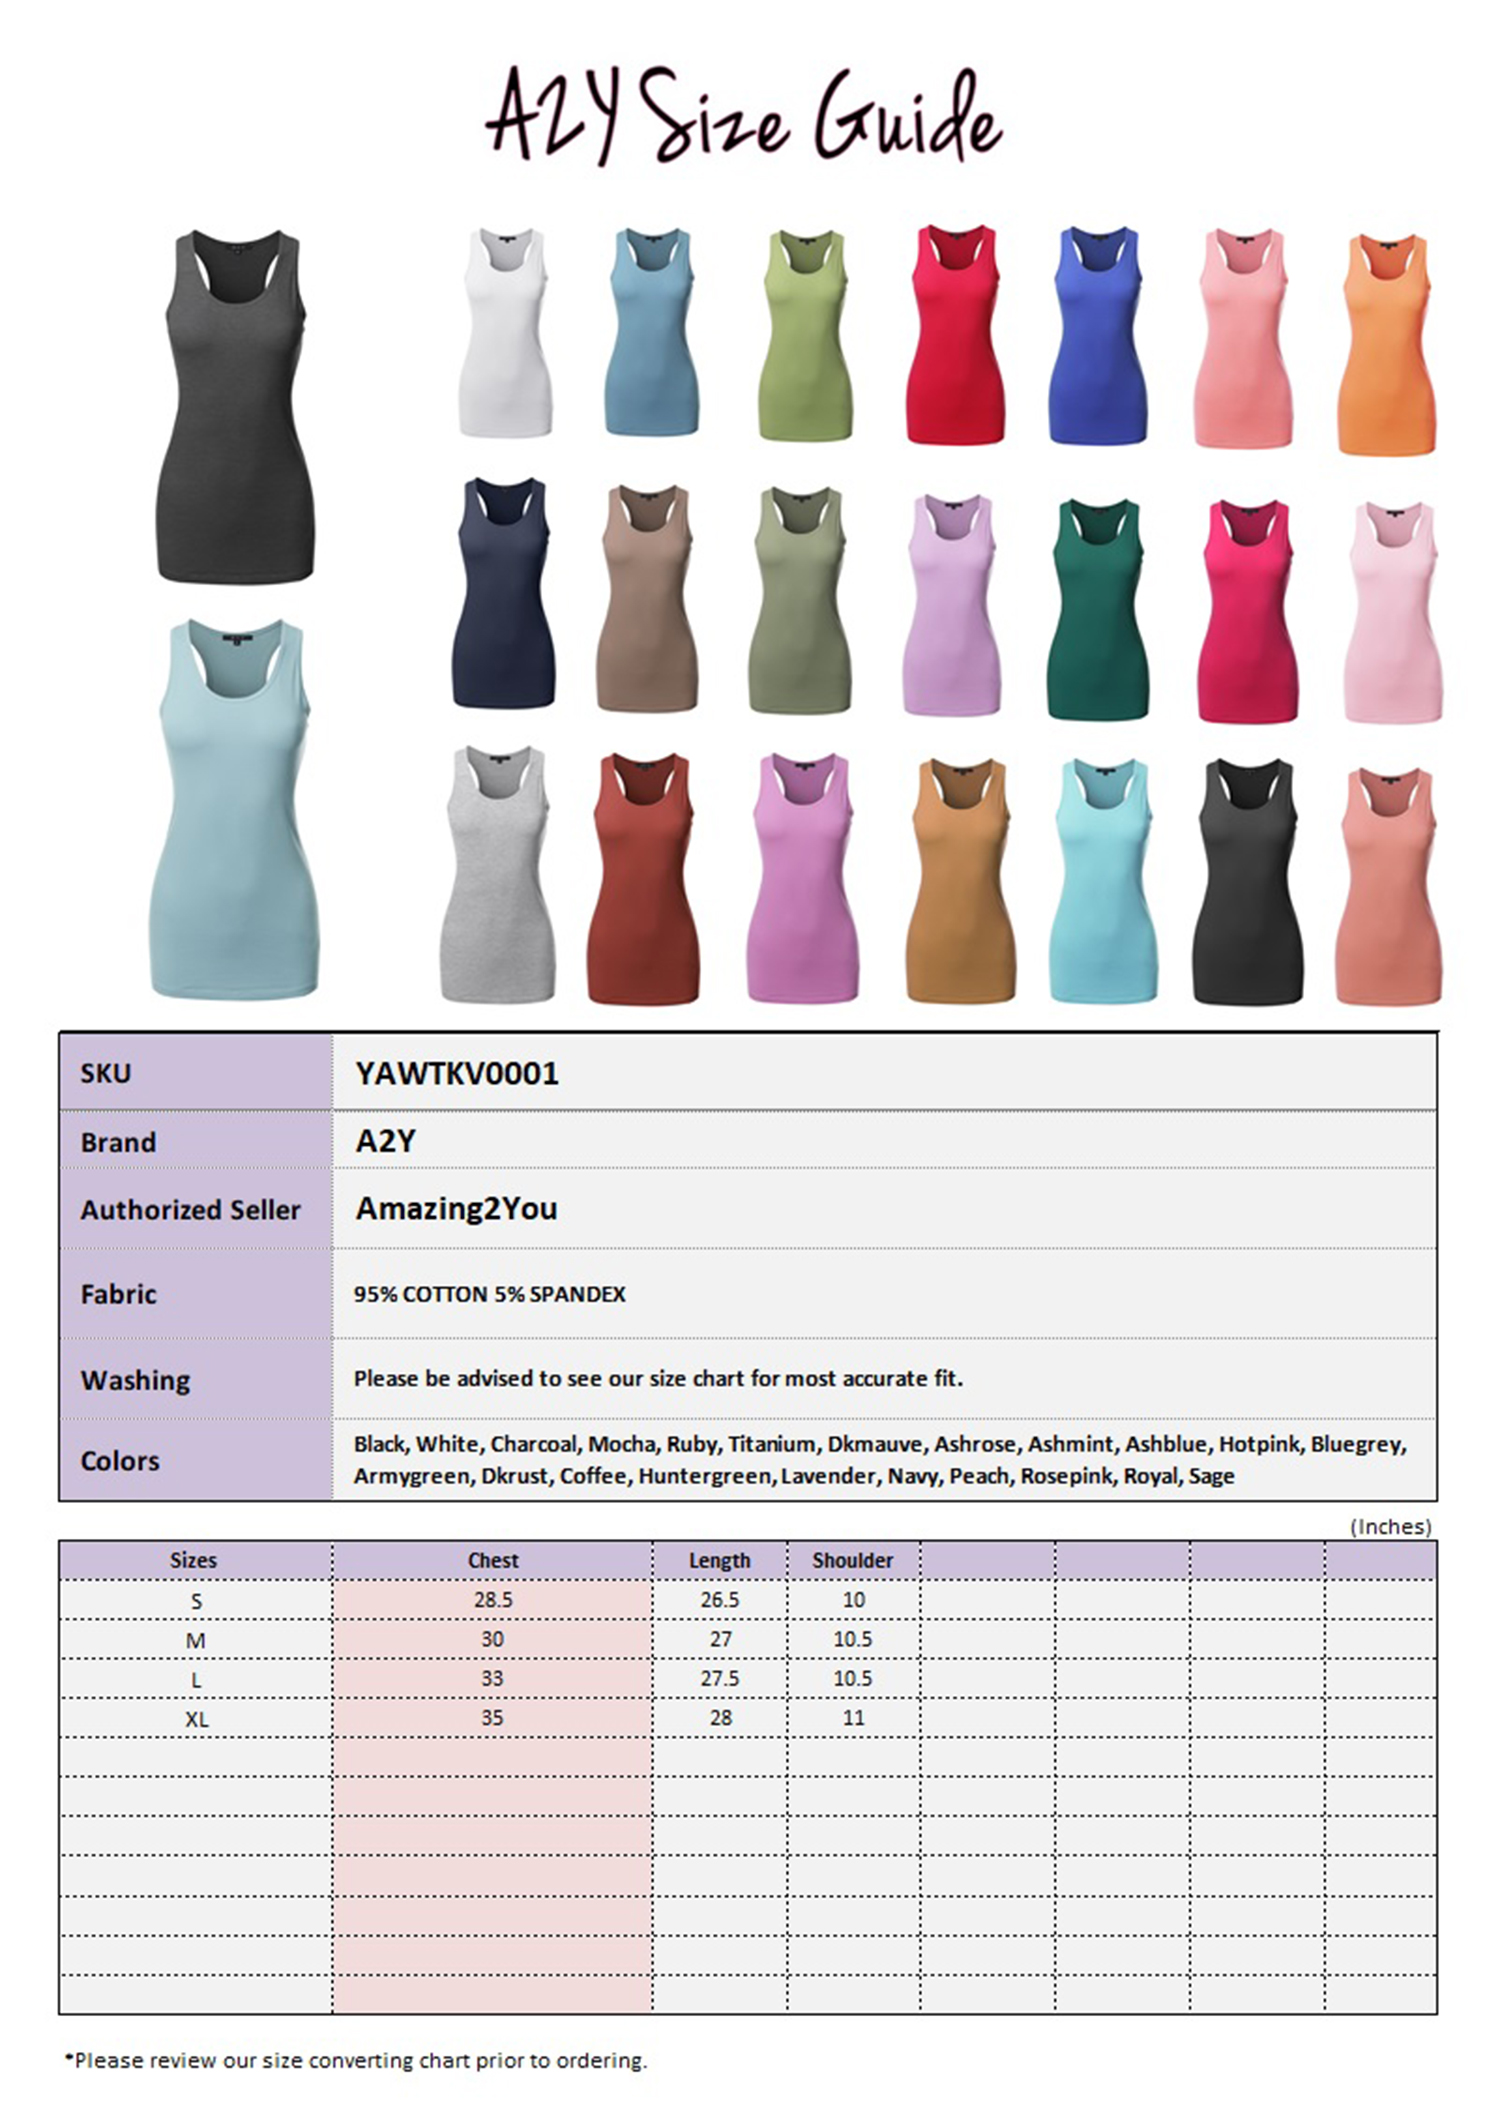 A2Y Size Guide
SKU YAWTKV0001
Brand A2Y
Authorized Seller Amazing2You
Fabric 95% COTTON 5% SPANDEX
Washing Please be advised to see our size chart for most accurate fit.
Colors Black, White, Charcoal, Mocha, Ruby, Titanium, Dkmauve, Ashrose, Ashmint, Ashblue, Hotpink, Bluegrey,
Armygreen, Dkrust, Coffee, Huntergreen, Lavender, Navy, Peach, Rosepink, Royal, Sage
(Inches)
Sizes Chest Length Shoulder
S 28.5 26.5 10
M 30 27 10.5
L 33 27.5 10.5
XL 35 28 11
*Please review our size converting chart prior to ordering.